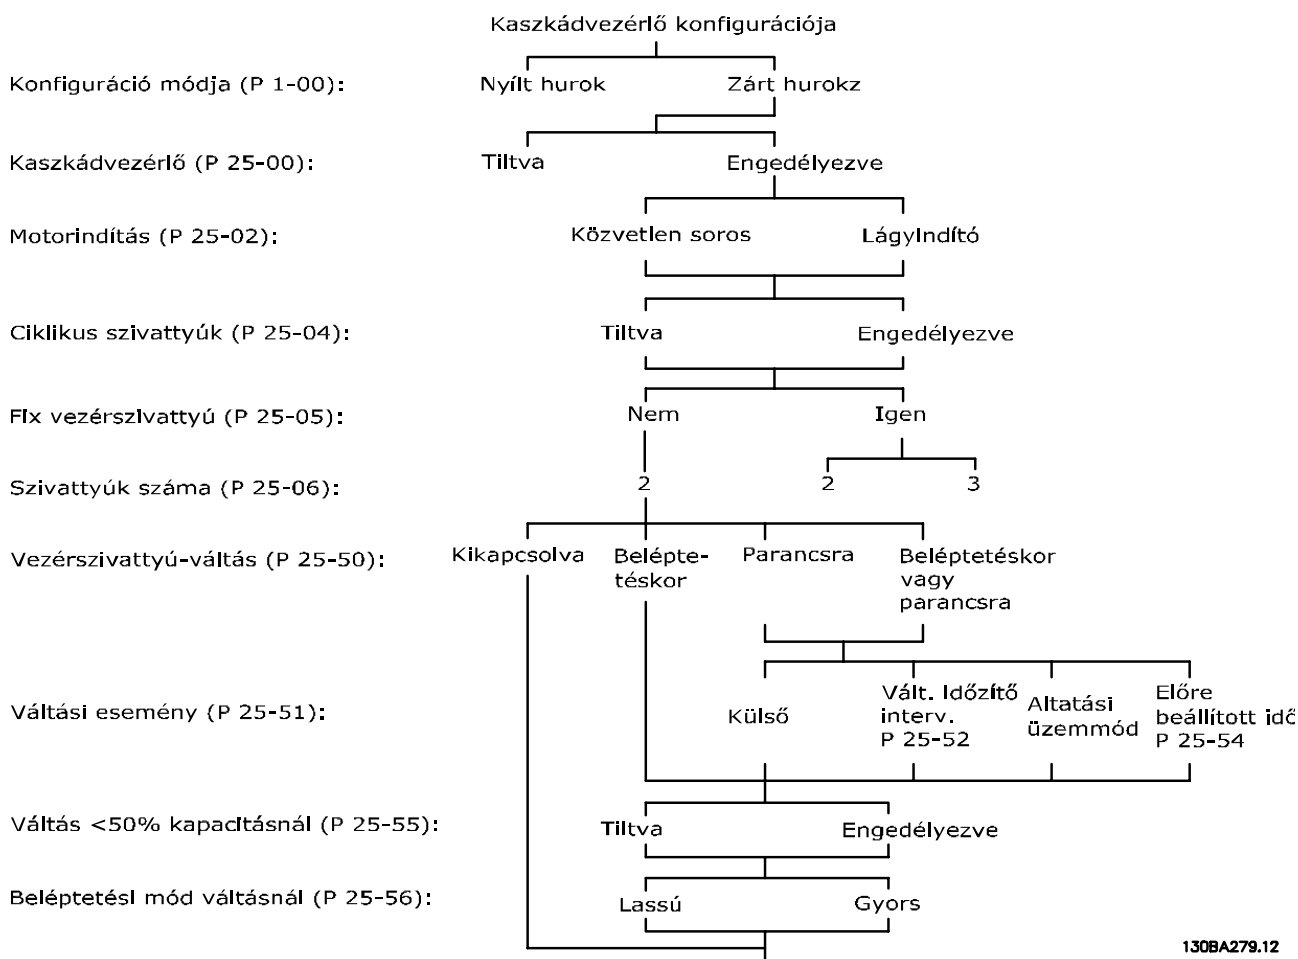 Kaszkádvezérlő konfigurációja
Konfiguráció módja (P 1-00): Nyílt hurok Zárt hurokz
Kaszkádvezérlő (P 25-00): Tiltva Engedélyezve
Motorindítás (P 25-02): Közvetlen soros LágyIndító
Ciklikus szivattyúk (P 25-04): Tiltva Engedélyezve
FIx vezérszIvattyú (P 25-05): Nem Igen
Szivattyúk száma (P 25-06): 2 2 3
Vezérszivattyú-váltás (P 25-50): Kikapcsolva Belépte- Parancsra Beléptetéskor
téskor vagy
parancsra
Váltási esemény (P 25-51): Külső Vált. Időzítő Altatási Előre
interv. üzemmód beállított idő
P 25-52 P 25-54
Váltás <50% kapacItásnál (P 25-55): Tiltva Engedélyezve
BeléptetésI mód váltásnál (P 25-56): Lassú Gyors
130BA279.12